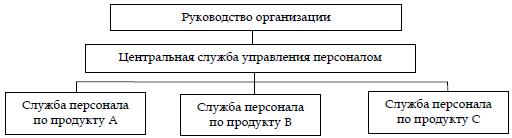 Руководство организации
Центральная служба управления персоналом
Служба персонала
по продукту А
Служба персонала
по продукту В
Служба персонала
по продукту С